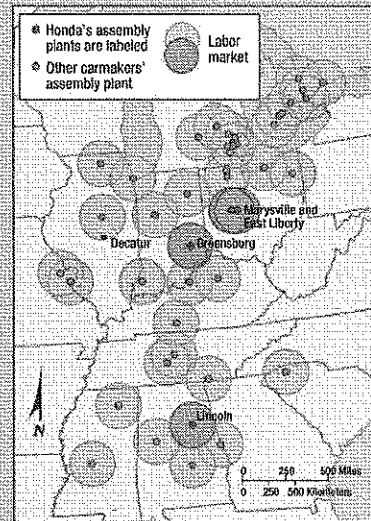 Honda's assembly
plants are labeled
Other carmakers'
assembly plant
Labor
market
Marysville and
East Liberty
Decatur
Greensburg
Lincoln
N
0 250 500 Miles
0 250 500 Kilometers